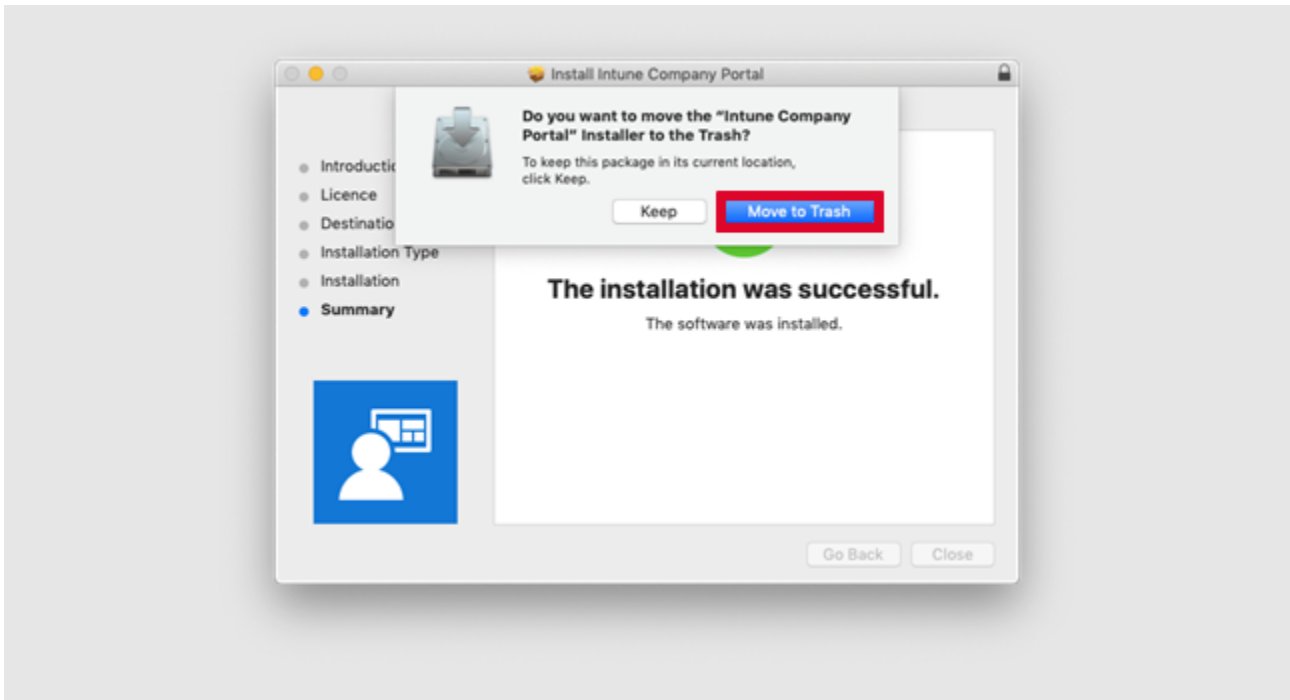 Install Intune Company Portal
Do you want to move the “Intune Company
Portal” Installer to the Trash?
To keep this package in its current location,
click Keep.
Keep
Move to Trash
Introductic
Licence
Destinatio
Installation Type
Installation
Summary
The installation was successful.
The software was installed.
Go Back
Close